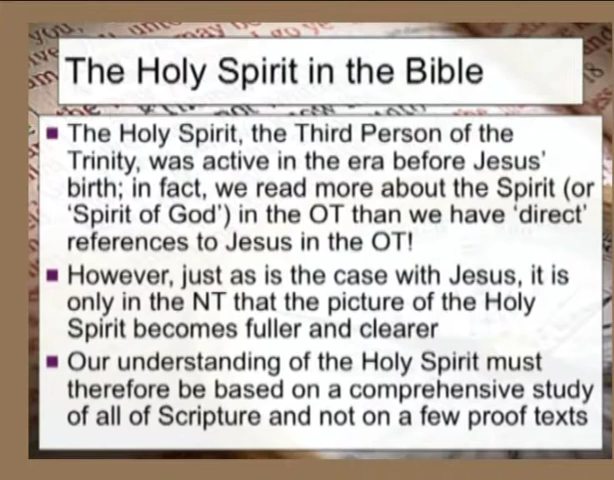 The Holy Spirit in the Bible
The Holy Spirit, the Third Person of the
Trinity, was active in the era before Jesus'
birth; in fact, we read more about the Spirit (or
'Spirit of God') in the OT than we have 'direct'
references to Jesus in the OT!
However, just as is the case with Jesus, it is
only in the NT that the picture of the Holy
Spirit becomes fuller and clearer
Our understanding of the Holy Spirit must
therefore be based on a comprehensive study
of all of Scripture and not on a few proof texts